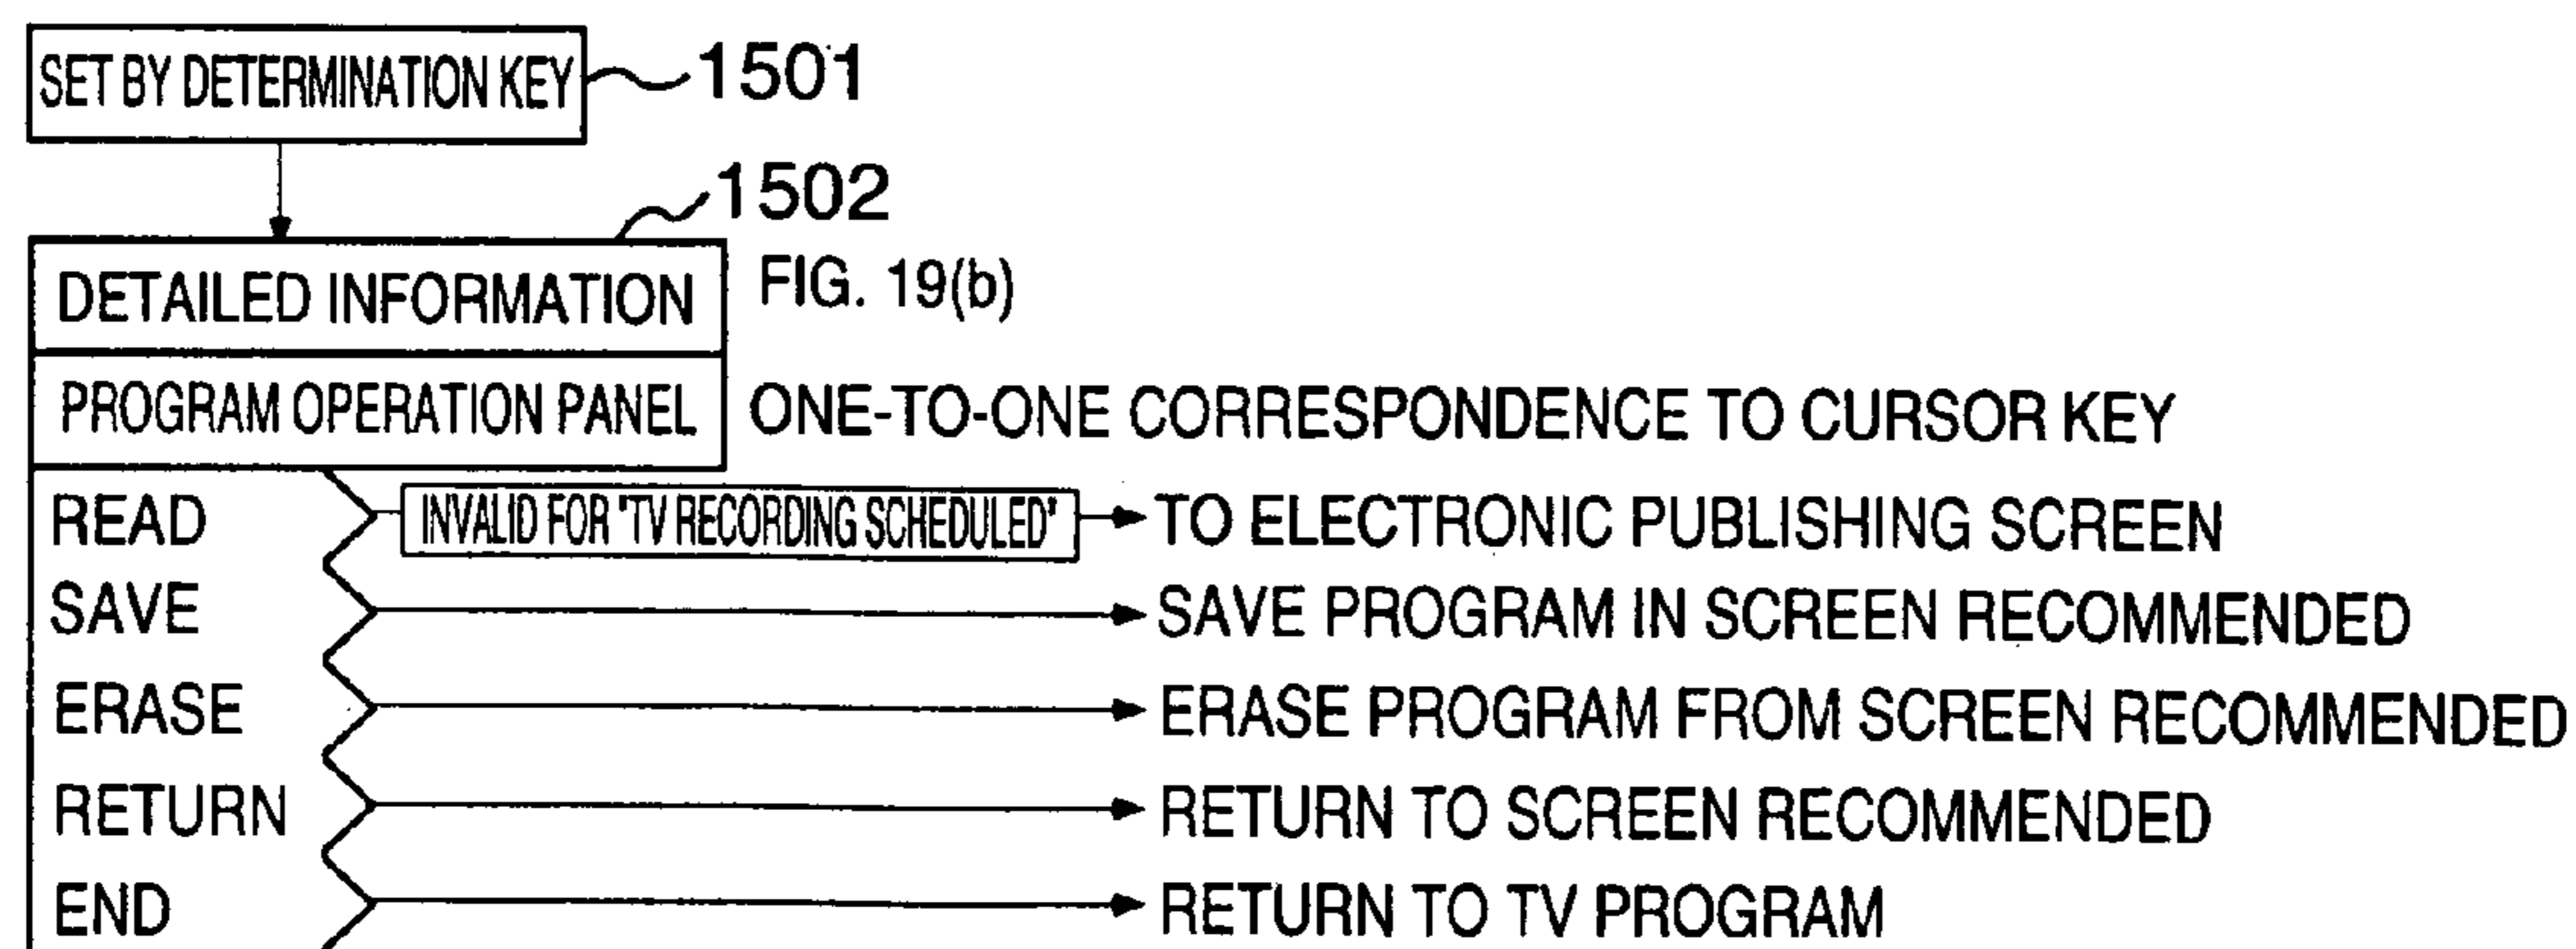 SET BY DETERMINATION KEY 1501
1502
DETAILED INFORMATION FIG. 19(b)
PROGRAM OPERATION PANEL ONE-TO-ONE CORRESPONDENCE TO CURSOR KEY
READ INVALID FOR "TV RECORDING SCHEDULED" TO ELECTRONIC PUBLISHING SCREEN
SAVE SAVE PROGRAM IN SCREEN RECOMMENDED
ERASE ERASE PROGRAM FROM SCREEN RECOMMENDED
RETURN RETURN TO SCREEN RECOMMENDED
END RETURN TO TV PROGRAM